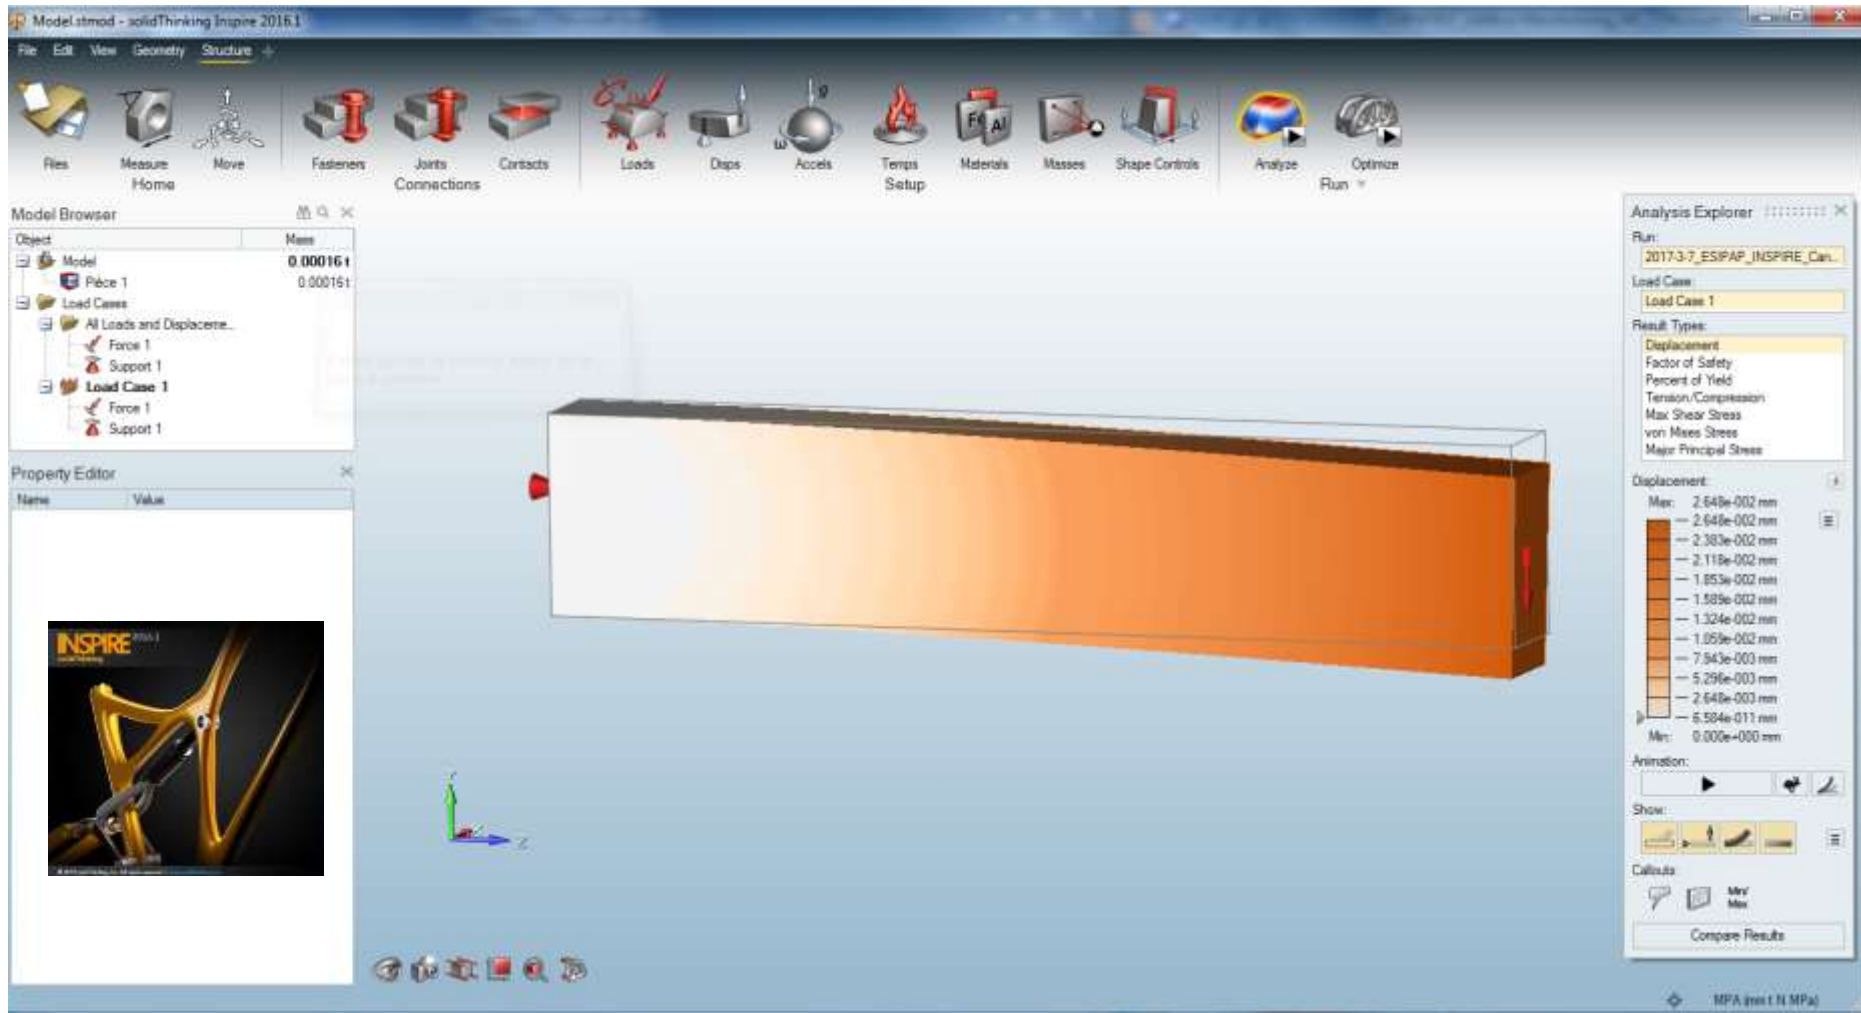 Model.stmod - solidThinking Inspire 2016.1
File Edit View Geometry Structure +
Files Measure Move Fasteners Joints Contacts Loads Disps Accels Temps Materials Masses Shape Controls Analyze Optimize
Home Connections Setup Run
Model Browser
Object Mass
Model 0.00016 t
Pièce 1 0.00016 t
Load Cases
All Loads and Displaceme...
Force 1
Support 1
Load Case 1
Force 1
Support 1
Property Editor
Name Value
INSPIRE 2016.1
solidThinking
Y
Z
Analysis Explorer
Run:
2017-3-7_ESIPAP_INSPIRE_Can...
Load Case:
Load Case 1
Result Types:
Displacement
Factor of Safety
Percent of Yield
Tension/Compression
Max Shear Stress
von Mises Stress
Major Principal Stress
Displacement:
Max: 2.648e-002 mm
2.648e-002 mm
2.383e-002 mm
2.118e-002 mm
1.853e-002 mm
1.589e-002 mm
1.324e-002 mm
1.059e-002 mm
7.943e-003 mm
5.296e-003 mm
2.648e-003 mm
6.584e-011 mm
Min: 0.000e+000 mm
Animation:
Show:
Callouts:
Min/
Max
Compare Results
MPA (mm t N MPa)